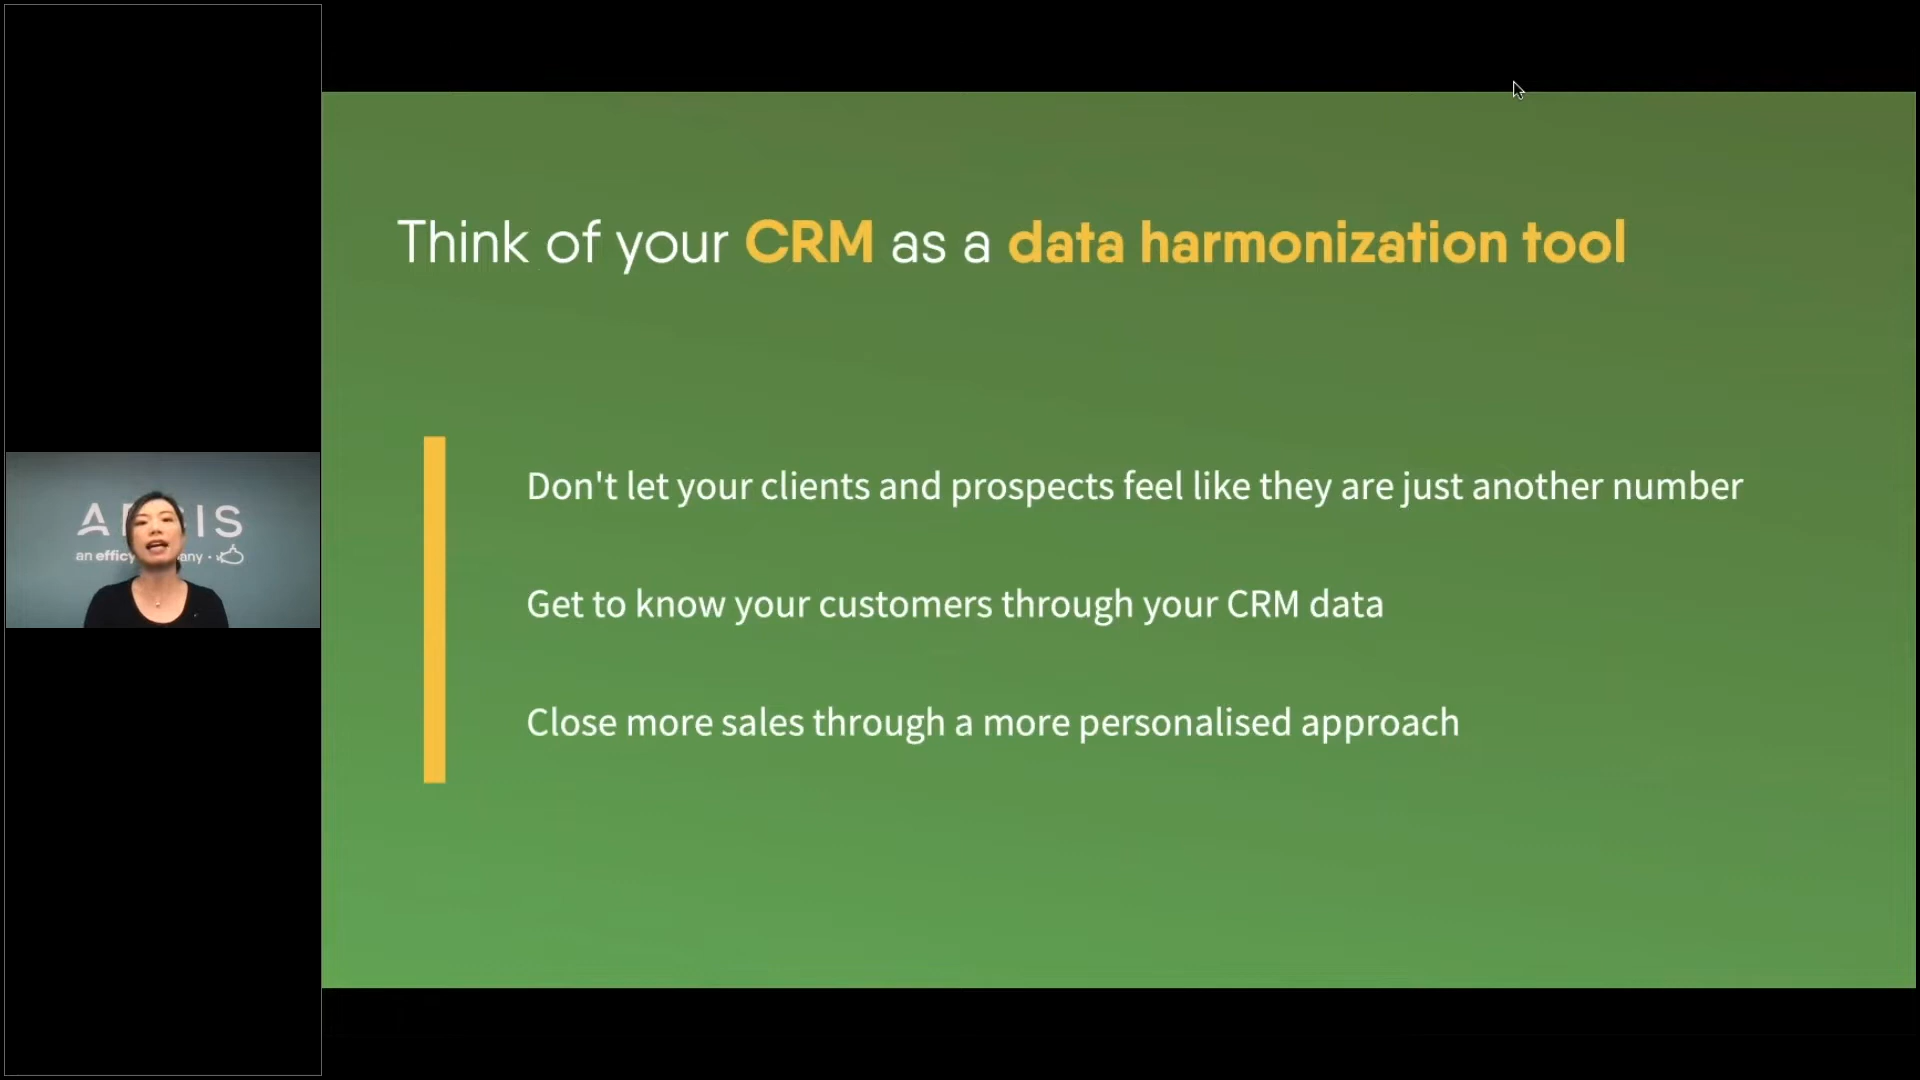 Think of your CRM as a data harmonization tool
Don't let your clients and prospects feel like they are just another number
Get to know your customers through your CRM data
Close more sales through a more personalised approach
an efficy